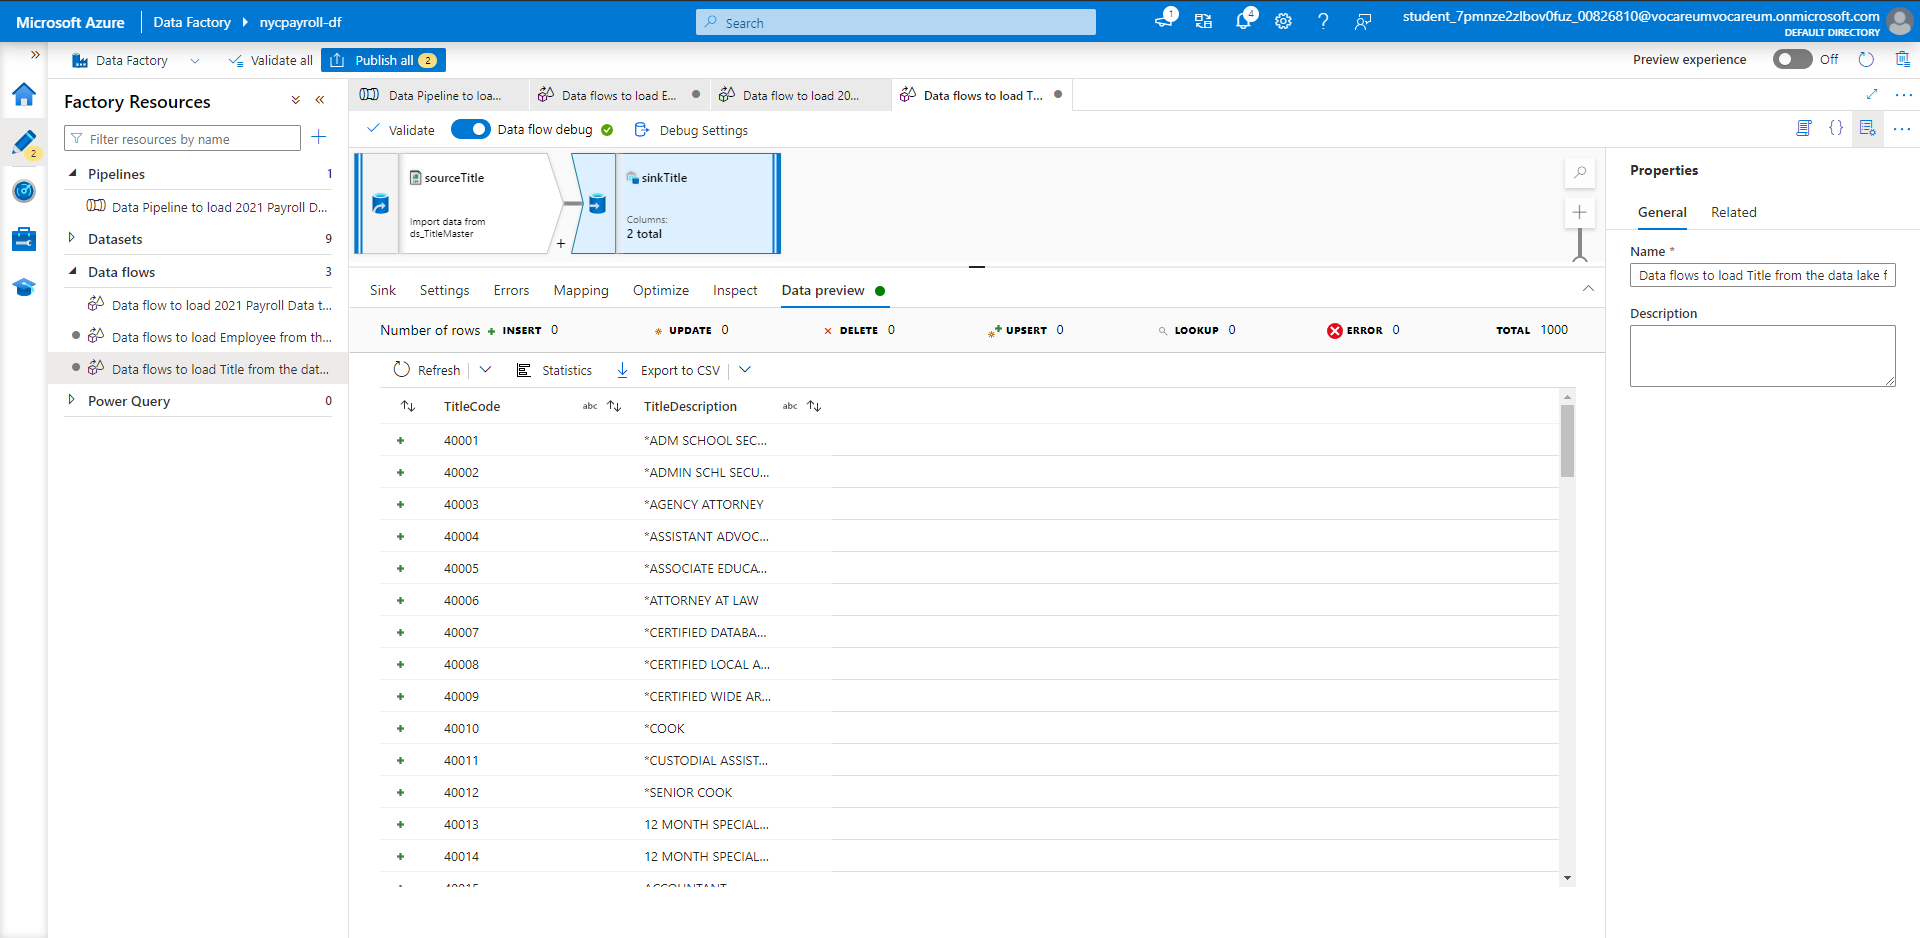 Microsoft Azure Data Factory nycpayroll-df Search 1 4 student_7pmnze2zlbov0fuz_00826810@vocareumvocareum.onmicrosoft.com
DEFAULT DIRECTORY
Data Factory Validate all Publish all 2 Preview experience Off
Factory Resources
Filter resources by name
2
Pipelines 1
Data Pipeline to load 2021 Payroll D...
Datasets 9
Data flows 3
Data flow to load 2021 Payroll Data t...
Data flows to load Employee from th...
Data flows to load Title from the dat...
Power Query 0
Data Pipeline to loa... Data flows to load E... Data flow to load 20... Data flows to load T...
Validate Data flow debug Debug Settings
sourceTitle
Import data from
ds_TitleMaster
+
sinkTitle
Columns:
2 total
Sink Settings Errors Mapping Optimize Inspect Data preview
Number of rows INSERT 0 UPDATE 0 DELETE 0 UPSERT 0 LOOKUP 0 ERROR 0 TOTAL 1000
Refresh Statistics Export to CSV
TitleCode abc TitleDescription abc
40001 *ADM SCHOOL SEC...
40002 *ADMIN SCHL SECU...
40003 *AGENCY ATTORNEY
40004 *ASSISTANT ADVOC...
40005 *ASSOCIATE EDUCA...
40006 *ATTORNEY AT LAW
40007 *CERTIFIED DATABA...
40008 *CERTIFIED LOCAL A...
40009 *CERTIFIED WIDE AR...
40010 *COOK
40011 *CUSTODIAL ASSIST...
40012 *SENIOR COOK
40013 12 MONTH SPECIAL...
40014 12 MONTH SPECIAL...
40015 ACCOUNTANT
Properties
General Related
Name *
Data flows to load Title from the data lake f
Description